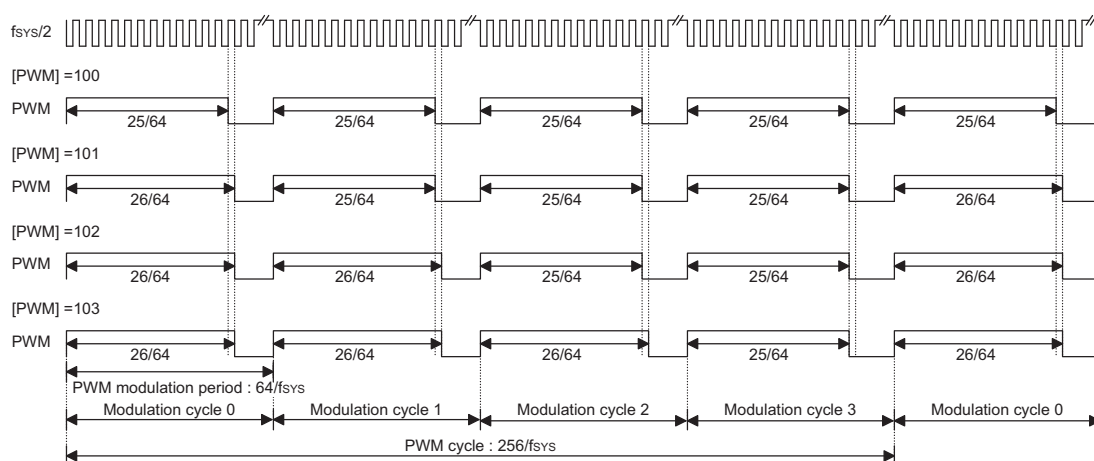 fSYS/2
[PWM] =100
PWM
25/64 25/64 25/64 25/64 25/64
[PWM] =101
PWM
26/64 25/64 25/64 25/64 26/64
[PWM] =102
PWM
26/64 26/64 25/64 25/64 26/64
[PWM] =103
PWM
26/64 26/64 26/64 25/64 26/64
PWM modulation period : 64/fSYS
Modulation cycle 0 Modulation cycle 1 Modulation cycle 2 Modulation cycle 3 Modulation cycle 0
PWM cycle : 256/fSYS